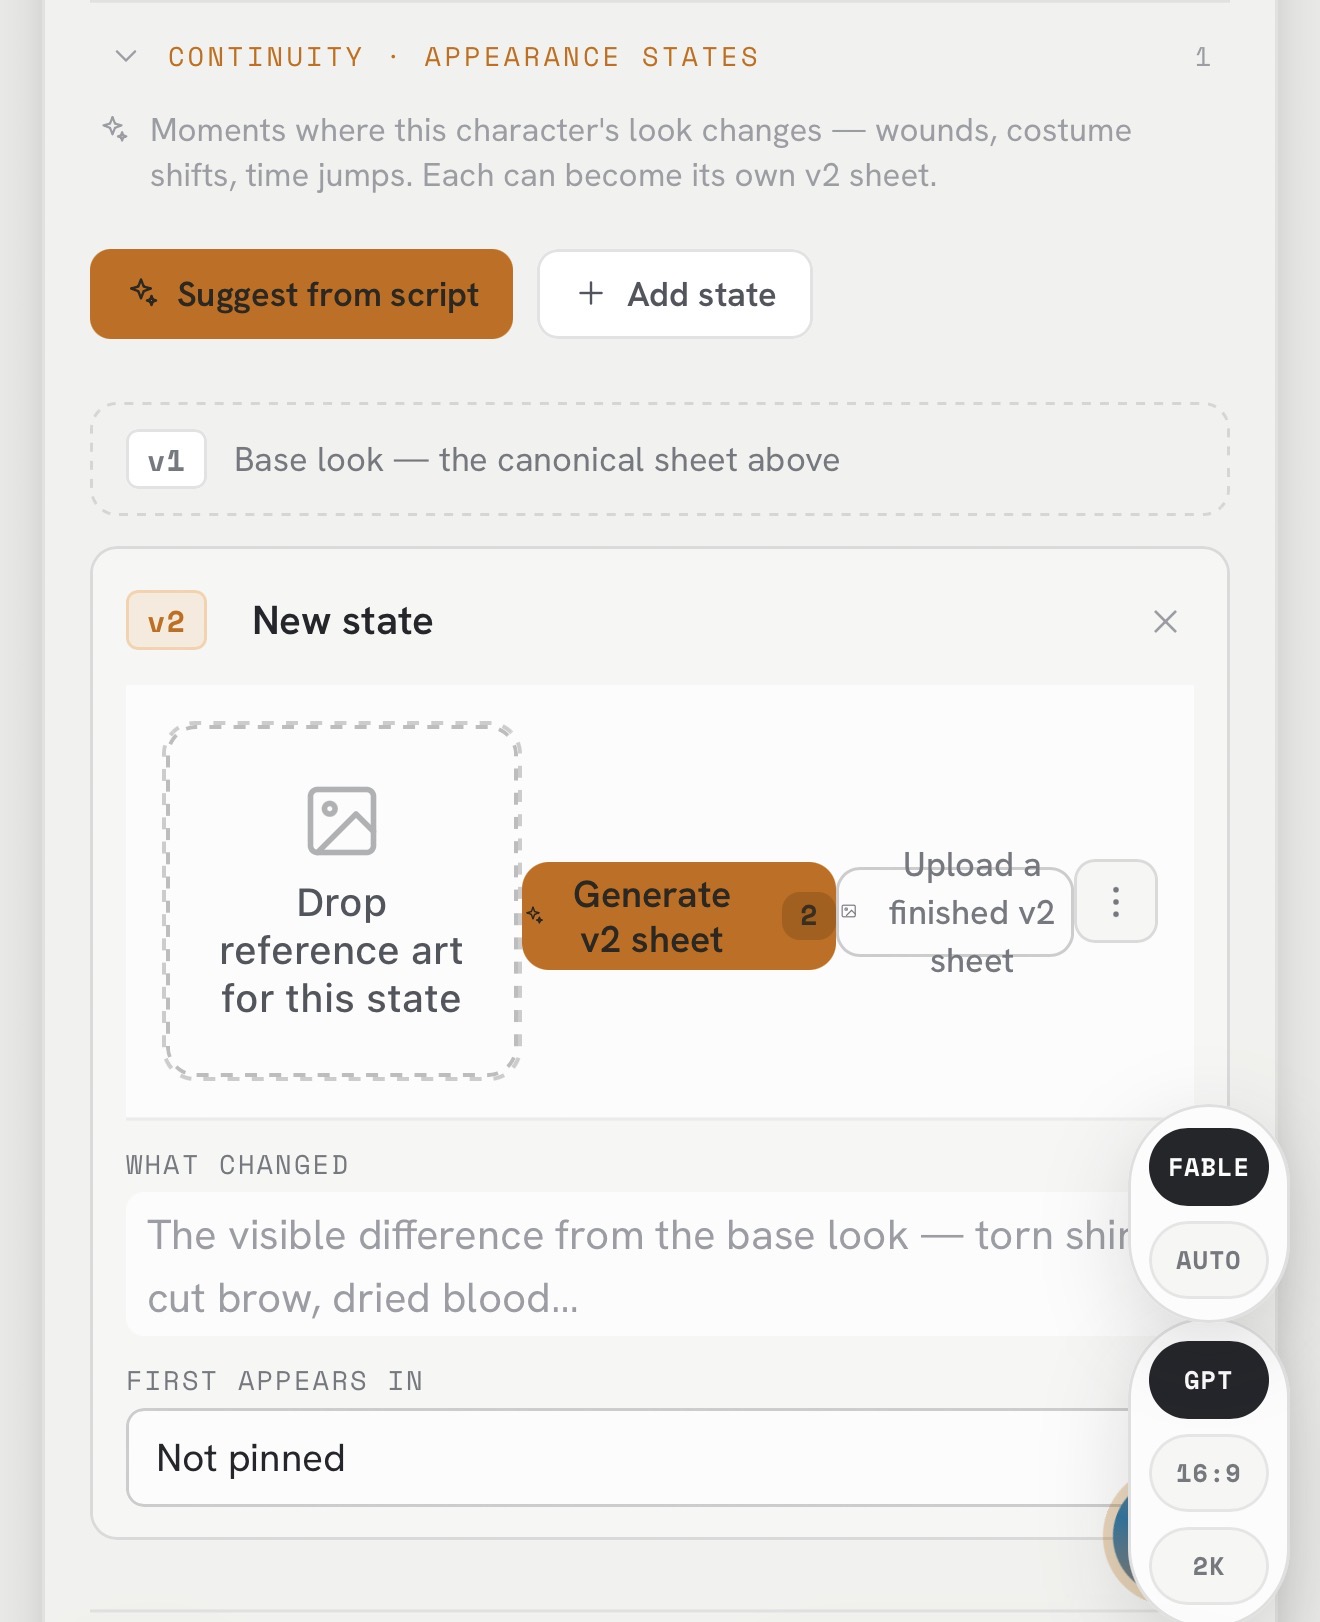 CONTINUITY · APPEARANCE STATES
1
Moments where this character's look changes — wounds, costume
shifts, time jumps. Each can become its own v2 sheet.
Suggest from script
Add state
v1
Base look — the canonical sheet above
v2
New state
Drop
reference art
for this state
Generate
v2 sheet
2
Upload a
finished v2
sheet
WHAT CHANGED
The visible difference from the base look — torn
cut brow, dried blood...
FIRST APPEARS IN
Not pinned
FABLE
AUTO
GPT
16:9
2K